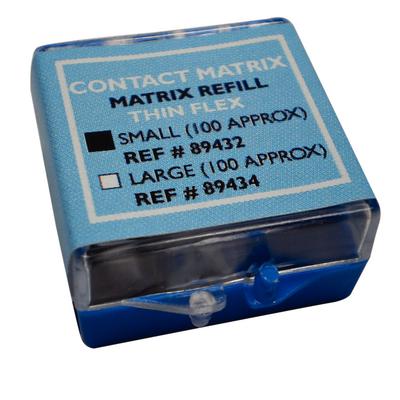 CONTACT MATRIX
MATRIX REFILL
THIN FLEX
SMALL (100 APPROX)
REF # 89432
LARGE (100 APPROX)
REF # 89434